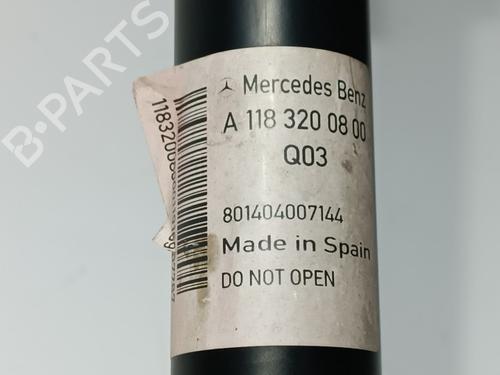 B-PARTS
Mercedes Benz
A 118 320 08 00
Q03
801404007144
Made in Spain
DO NOT OPEN